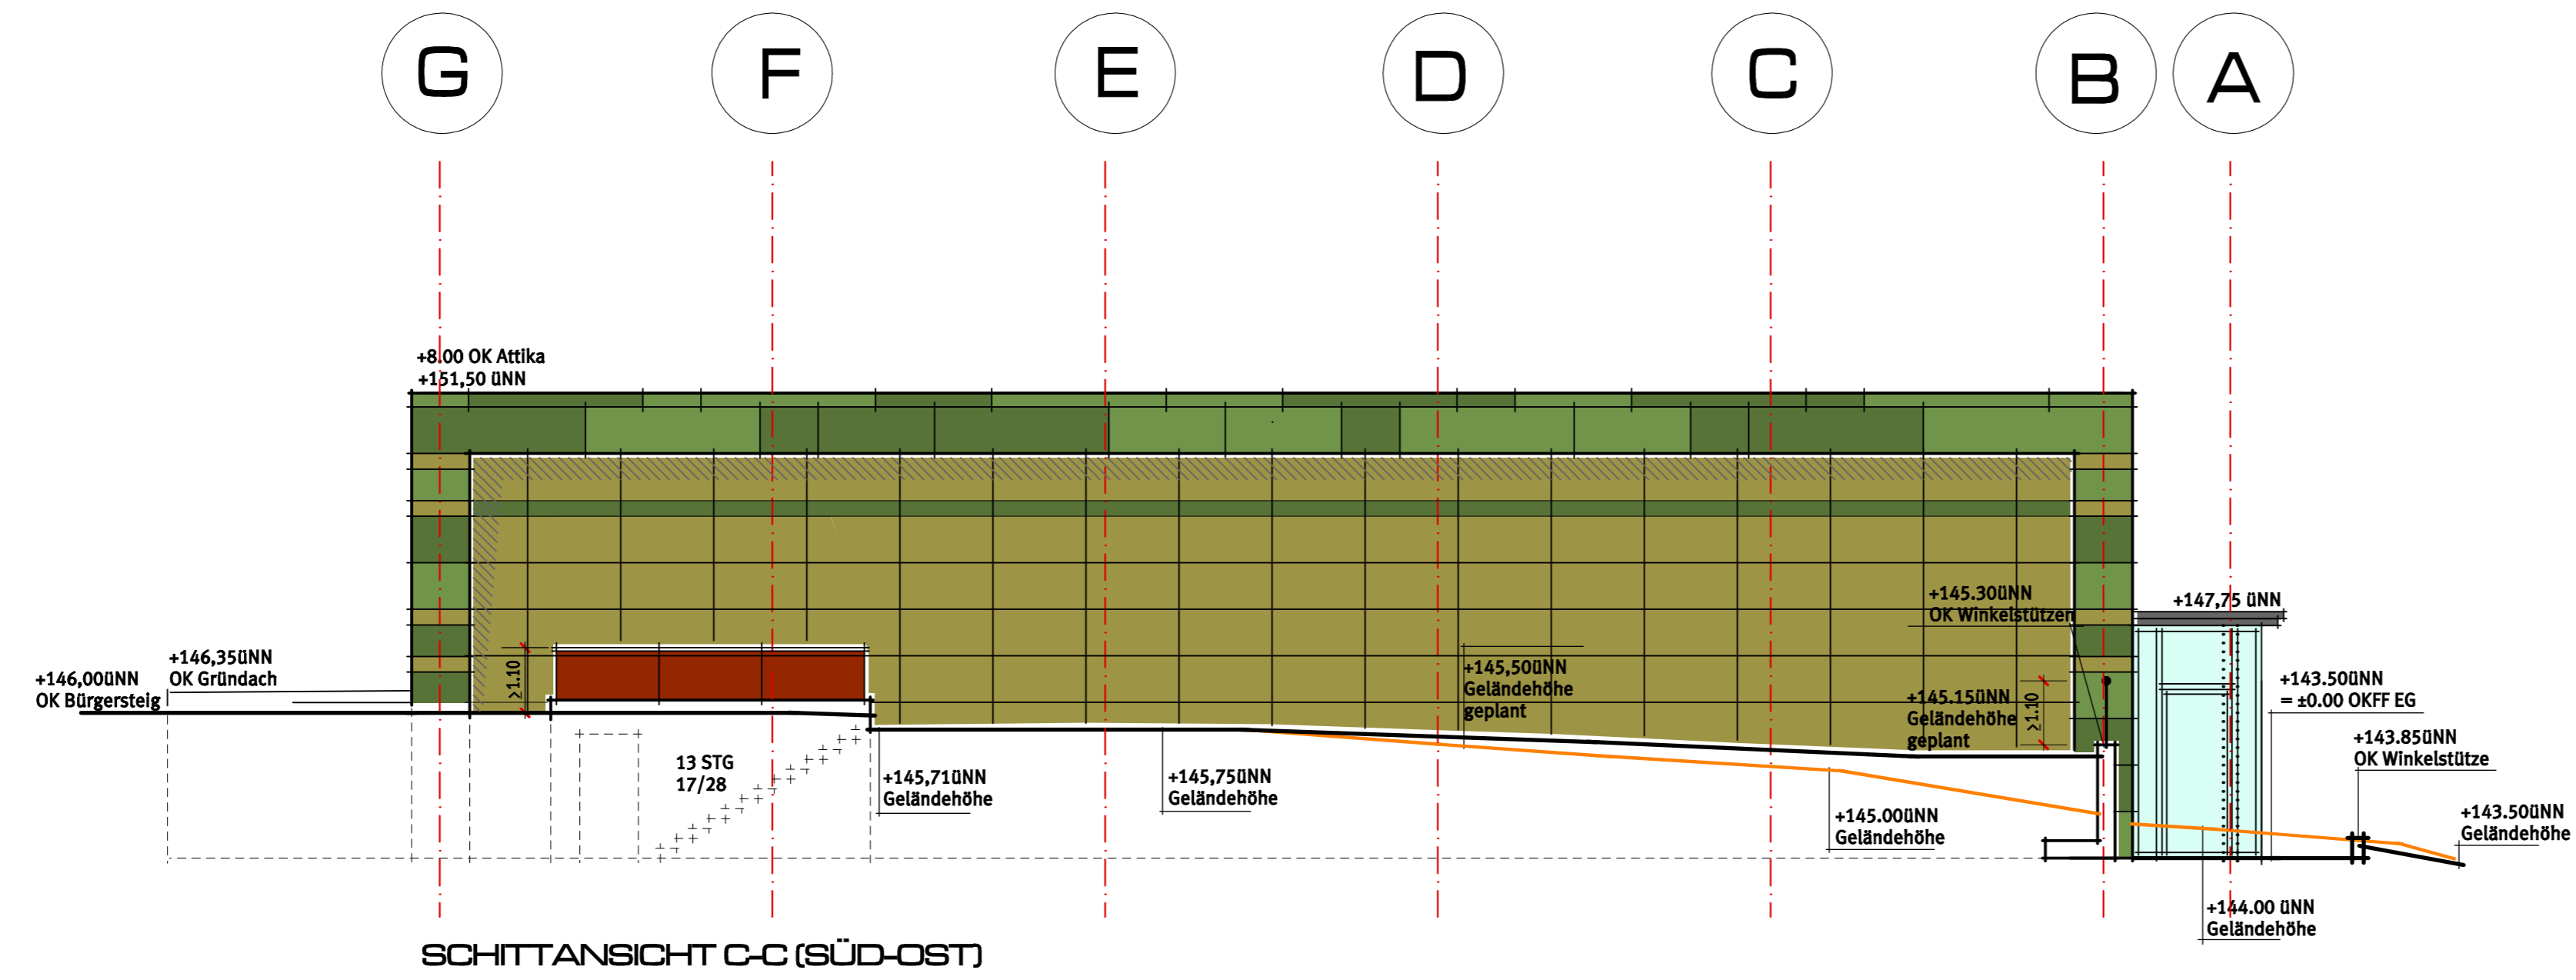 G F E D C B A
+8.00 OK Attika
+151,50 üNN
+145.30üNN
OK Winkelstützen
+147,75 üNN
+146,35üNN
OK Gründach
+146,00üNN
OK Bürgersteig
≥1.10
+145,50üNN
Geländehöhe
geplant
+145.15üNN
Geländehöhe
geplant
≥1.10
+143.50üNN
= ±0.00 OKFF EG
+143.85üNN
OK Winkelstütze
13 STG
17/28
+145,71üNN
Geländehöhe
+145,75üNN
Geländehöhe
+145.00üNN
Geländehöhe
+143.50üNN
Geländehöhe
+144.00 üNN
Geländehöhe
SCHITTANSICHT C-C (SÜD-OST)